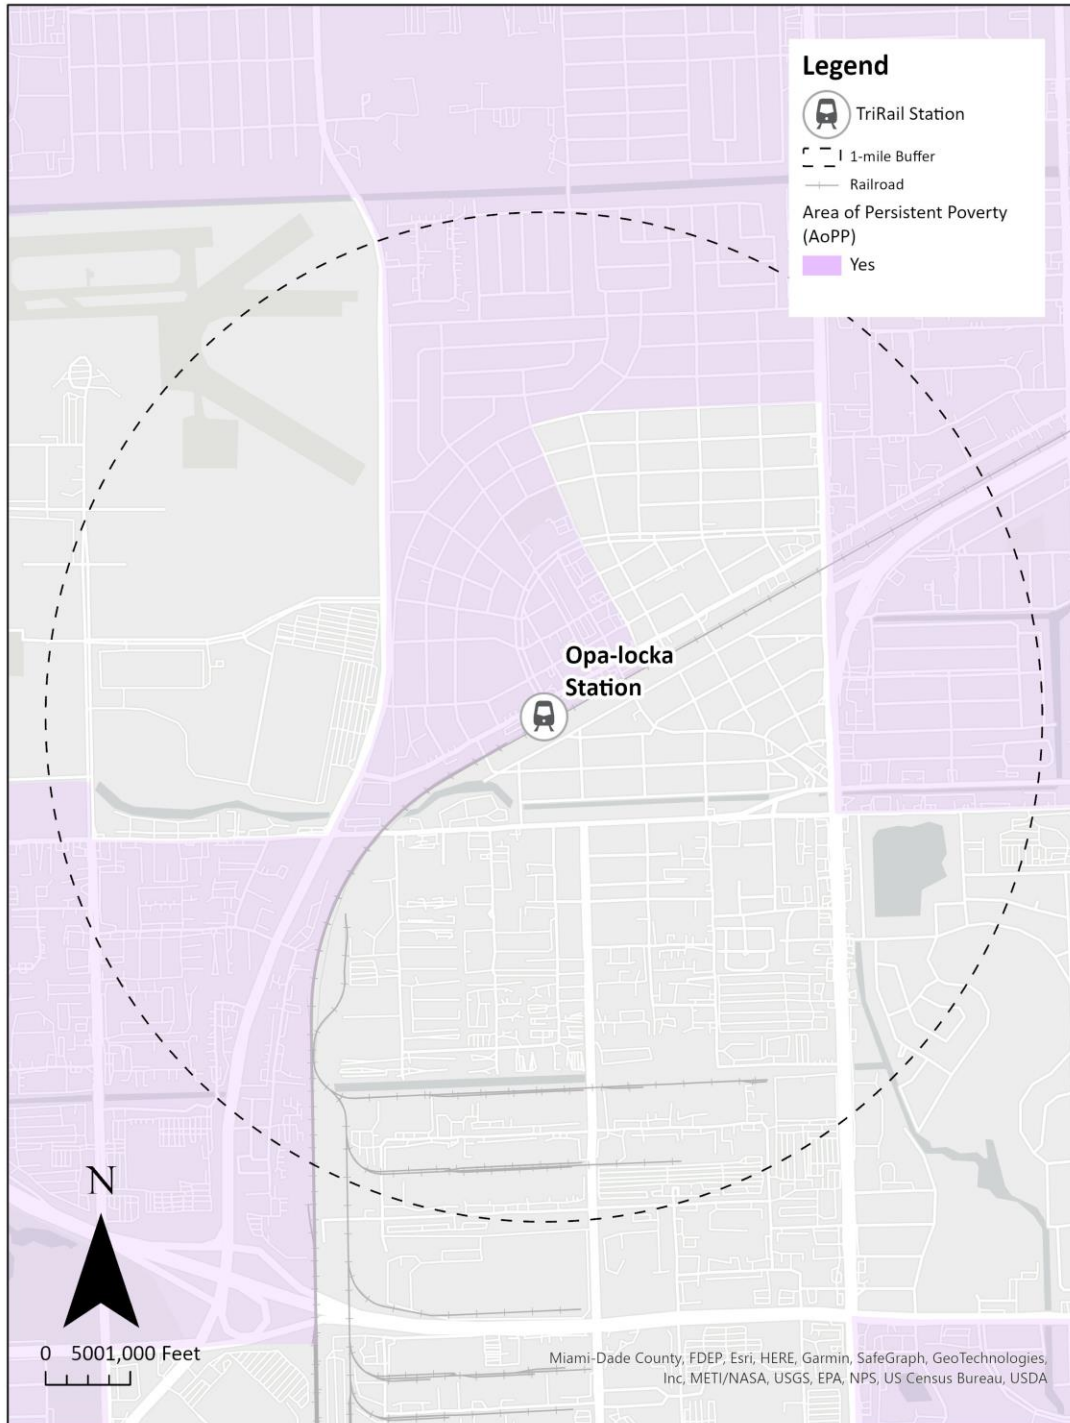 Legend
TriRail Station
1-mile Buffer
Railroad
Area of Persistent Poverty
(AoPP)
Yes
Opa-locka
Station
N
0 5001,000 Feet
Miami-Dade County, FDEP, Esri, HERE, Garmin, SafeGraph, GeoTechnologies,
Inc, METI/NASA, USGS, EPA, NPS, US Census Bureau, USDA